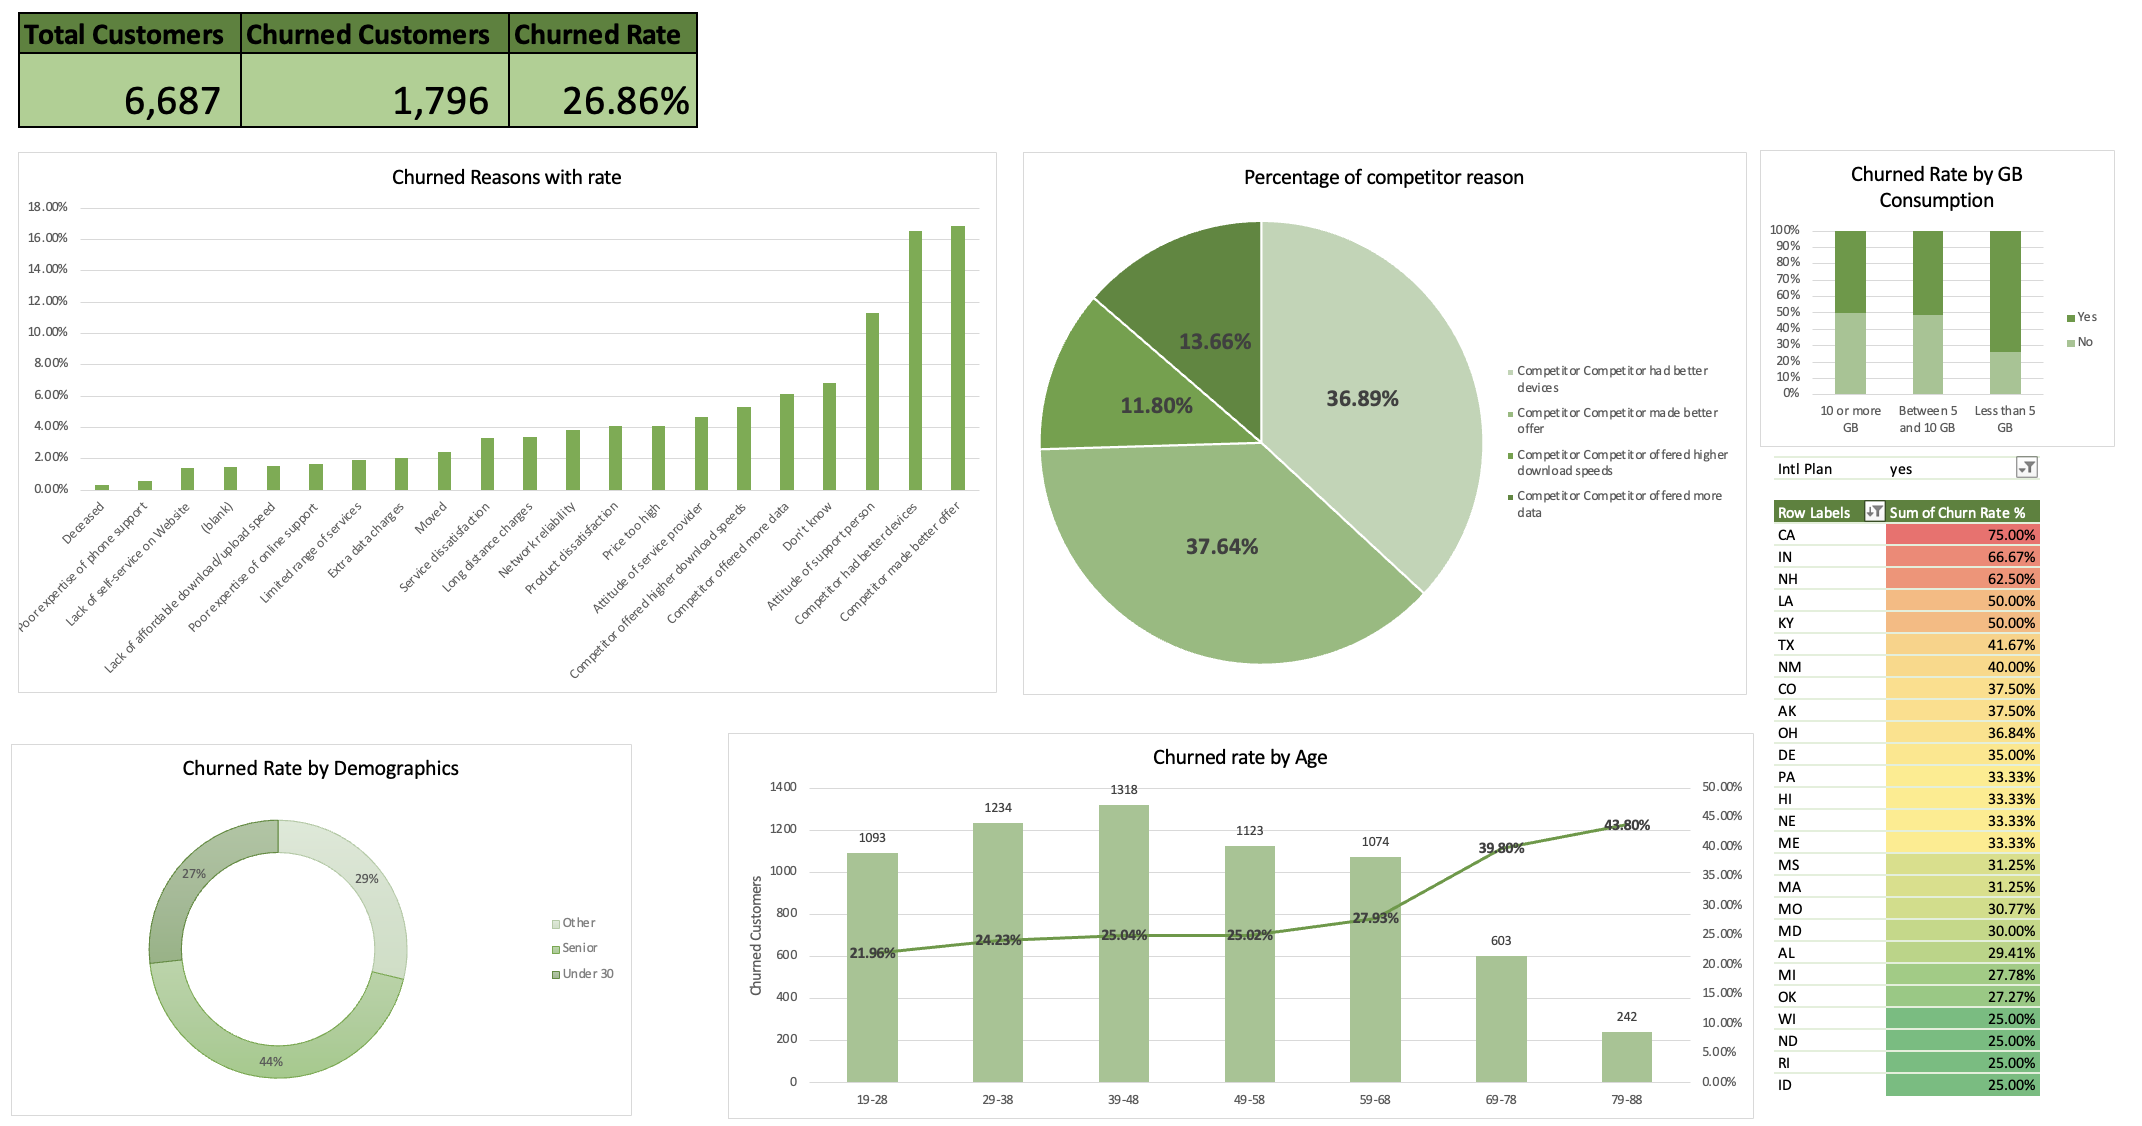 Total Customers Churned Customers Churned Rate
6,687 1,796 26.86%
Churned Reasons with rate
18.00%
16.00%
14.00%
12.00%
10.00%
8.00%
6.00%
4.00%
2.00%
0.00%
Deceased
Poor expertise of phone support
Lack of self-service on Website
(blank)
Lack of affordable download/upload speed
Poor expertise of online support
Limited range of services
Extra data charges
Moved
Service dissatisfaction
Long distance charges
Network reliability
Product dissatisfaction
Price too high
Attitude of service provider
Competitor offered higher download speeds
Competitor offered more data
Don't know
Attitude of support person
Competitor had better devices
Competitor made better offer
Percentage of competitor reason
13.66%
36.89%
11.80%
37.64%
Competitor Competitor had better
devices
Competitor Competitor made better
offer
Competitor Competitor offered higher
download speeds
Competitor Competitor offered more
data
Churned Rate by GB
Consumption
100%
90%
80%
70%
60%
50%
40%
30%
20%
10%
0%
10 or more
GB
Between 5
and 10 GB
Less than 5
GB
Yes
No
Intl Plan yes
Row Labels Sum of Churn Rate %
CA 75.00%
IN 66.67%
NH 62.50%
LA 50.00%
KY 50.00%
TX 41.67%
NM 40.00%
CO 37.50%
AK 37.50%
OH 36.84%
DE 35.00%
PA 33.33%
HI 33.33%
NE 33.33%
ME 33.33%
MS 31.25%
MA 31.25%
MO 30.77%
MD 30.00%
AL 29.41%
MI 27.78%
OK 27.27%
WI 25.00%
ND 25.00%
RI 25.00%
ID 25.00%
Churned Rate by Demographics
27%
29%
44%
Other
Senior
Under 30
Churned rate by Age
Churned Customers
1400
1200
1000
800
600
400
200
0
1093
1234
1318
1123
1074
603
242
21.96%
24.23%
25.04%
25.02%
27.93%
39.80%
43.80%
50.00%
45.00%
40.00%
35.00%
30.00%
25.00%
20.00%
15.00%
10.00%
5.00%
0.00%
19-28
29-38
39-48
49-58
59-68
69-78
79-88